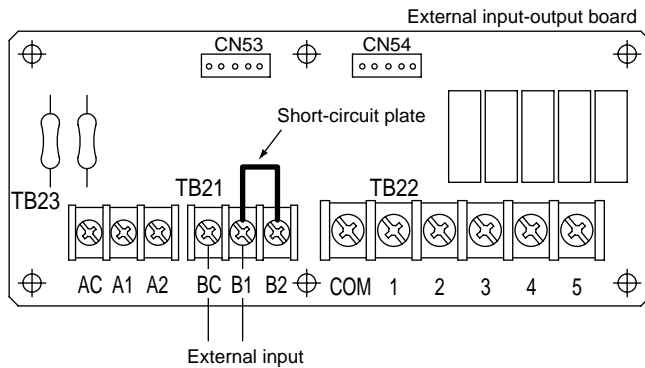 External input-output board
CN53 CN54
Short-circuit plate
TB23 TB21 TB22
AC A1 A2 BC B1 B2 COM 1 2 3 4 5
External input